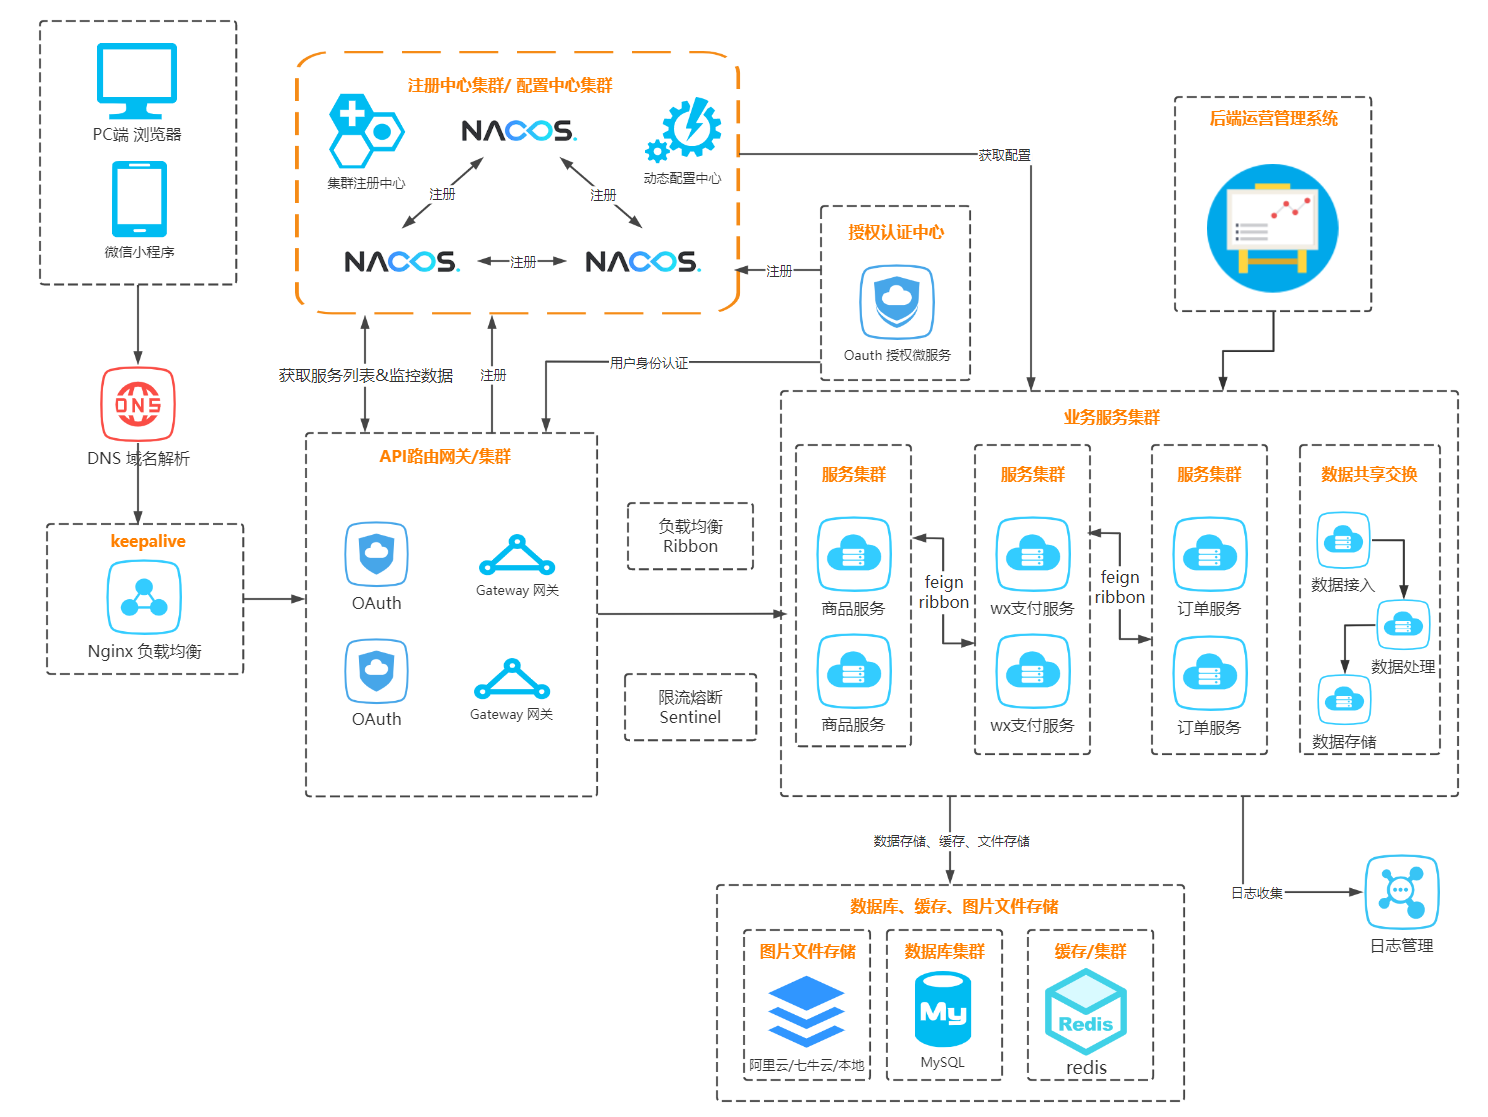 PC端 浏览器
微信小程序
DNS
DNS 域名解析
keepalive
Nginx 负载均衡
注册中心集群/ 配置中心集群
集群注册中心
NACOS.
动态配置中心
注册
注册
NACOS.
注册
NACOS.
获取配置
授权认证中心
Oauth 授权微服务
注册
用户身份认证
获取服务列表&监控数据
注册
后端运营管理系统
API路由网关/集群
OAuth
Gateway 网关
OAuth
Gateway 网关
负载均衡
Ribbon
限流熔断
Sentinel
业务服务集群
服务集群
商品服务
商品服务
feign
ribbon
服务集群
wx支付服务
wx支付服务
feign
ribbon
服务集群
订单服务
订单服务
数据共享交换
数据接入
数据处理
数据存储
数据存储、缓存、文件存储
日志收集
日志管理
数据库、缓存、图片文件存储
图片文件存储
阿里云/七牛云/本地
数据库集群
My
MySQL
缓存/集群
Redis
redis